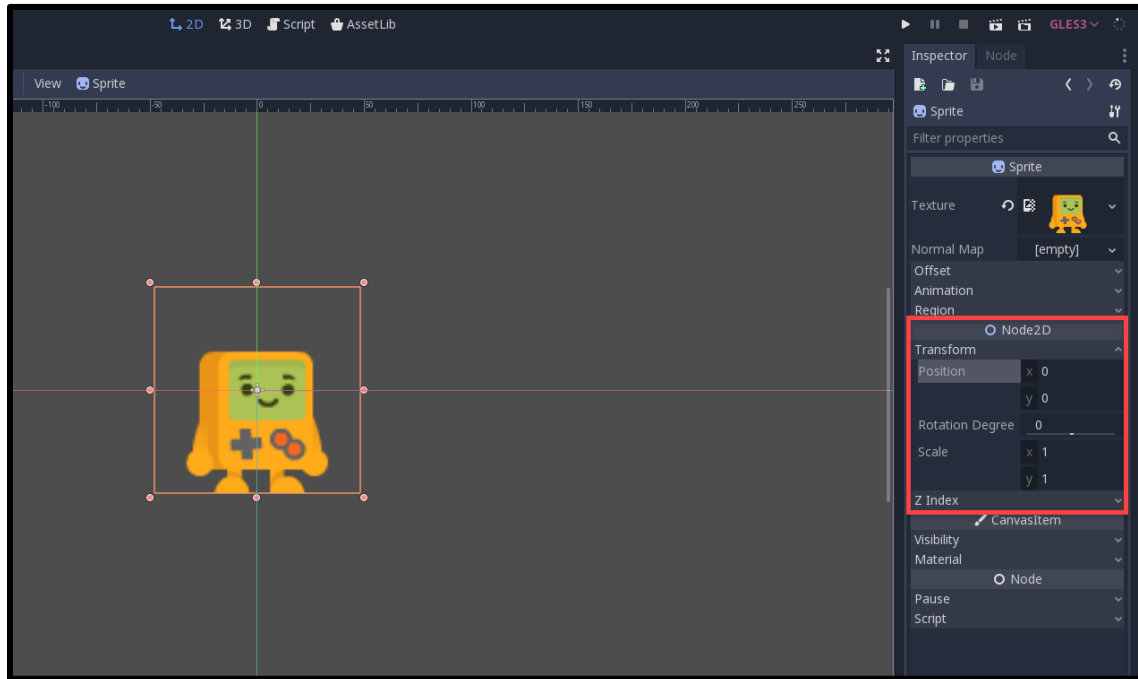 2D 3D Script AssetLib GLES3
Inspector Node
View Sprite
-100 -50 0 50 100 150 200 250
Sprite
Filter properties
Sprite
Texture
Normal Map [empty]
Offset
Animation
Region
Node2D
Transform
Position x 0
y 0
Rotation Degree 0
Scale x 1
y 1
Z Index
CanvasItem
Visibility
Material
Node
Pause
Script